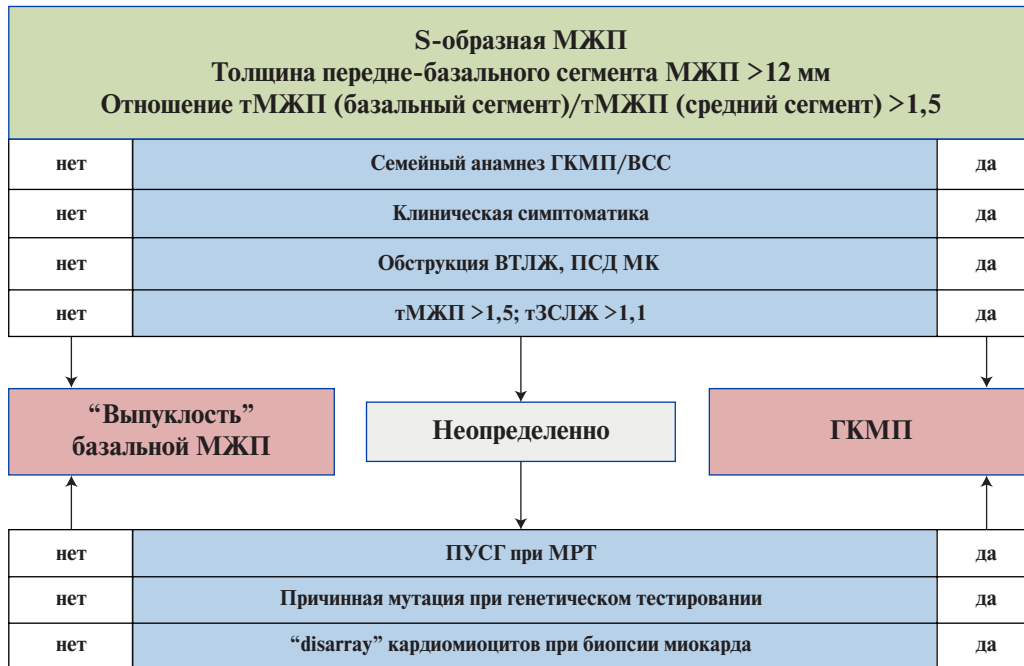 S-образная МЖП
Толщина передне-базального сегмента МЖП >12 мм
Отношение тМЖП (базальный сегмент)/тМЖП (средний сегмент) >1,5
нет Семейный анамнез ГКМП/ВСС да
нет Клиническая симптоматика да
нет Обструкция ВТЛЖ, ПСД МК да
нет тМЖП >1,5; тЗСЛЖ >1,1 да
“Выпуклость”
базальной МЖП
Неопределенно
ГКМП
нет ПУСГ при МРТ да
нет Причинная мутация при генетическом тестировании да
нет “disarray” кардиомиоцитов при биопсии миокарда да